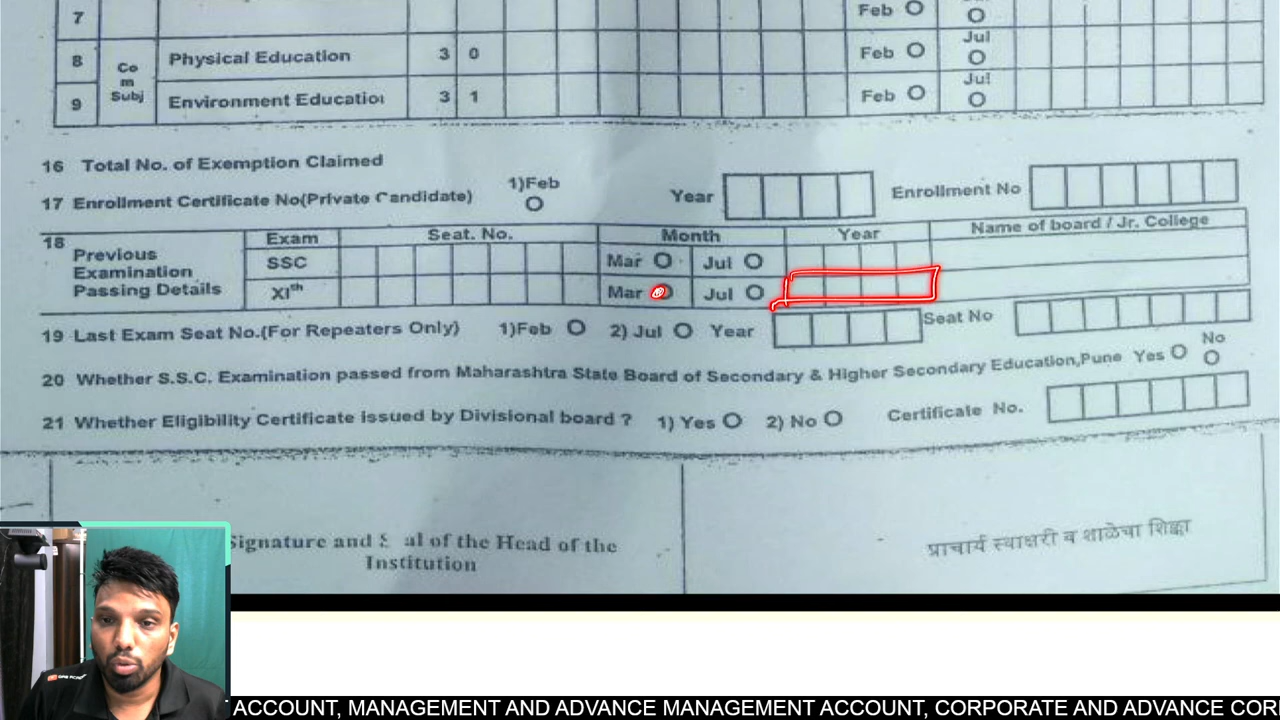 7 Feb
8 Com Subj Physical Education 3 0 Feb Jul
9 Environment Educatio 3 1 Feb Jul
16 Total No. of Exemption Claimed
17 Enrollment Certificate No(Private Candidate) 1)Feb Year Enrollment No
18 Previous Examination Passing Details Exam Seat. No. Month Year Name of board / Jr. College
SSC Mar Jul
XIth Mar Jul
19 Last Exam Seat No.(For Repeaters Only) 1)Feb 2) Jul Year Seat No
20 Whether S.S.C. Examination passed from Maharashtra State Board of Secondary & Higher Secondary Education,Pune Yes No
21 Whether Eligibility Certificate issued by Divisional board ? 1) Yes 2) No Certificate No.
Signature and S al of the Head of the
Institution
प्राचार्य स्वाक्षरी व शाळेचा शिक्का
ACCOUNT, MANAGEMENT AND ADVANCE MANAGEMENT ACCOUNT, CORPORATE AND ADVANCE COR